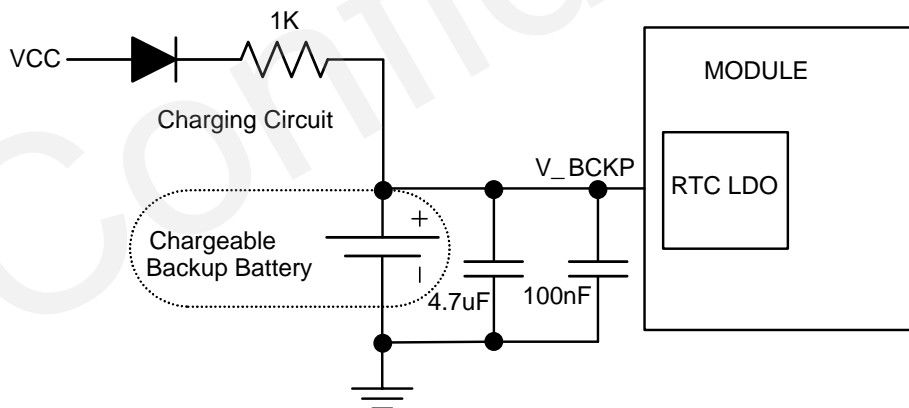 1K
VCC
MODULE
Charging Circuit
V_BCKP
RTC LDO
+
Chargeable
Backup Battery
-
4.7uF
100nF